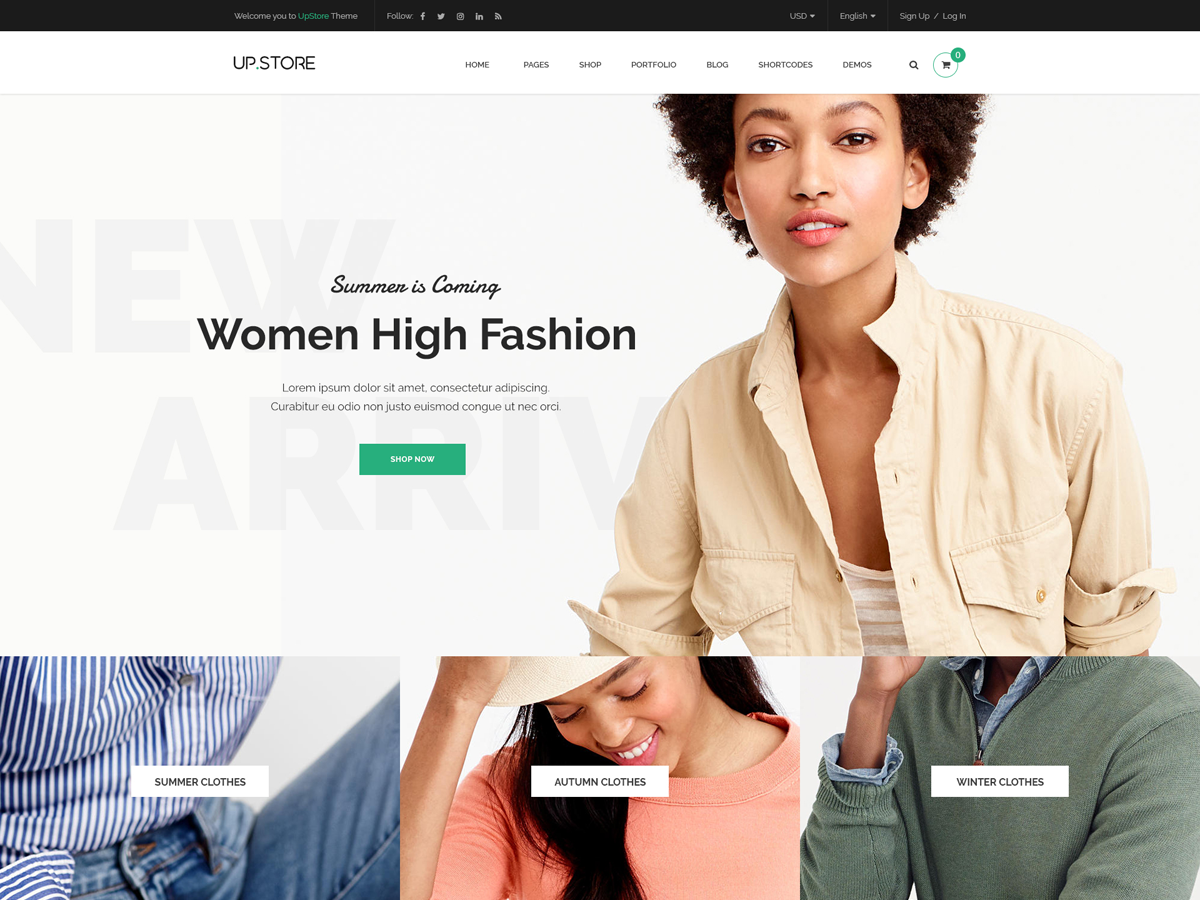 Welcome you to UpStore Theme
Follow:
USD
English
Sign Up / Log In
UP.STORE
HOME
PAGES
SHOP
PORTFOLIO
BLOG
SHORTCODES
DEMOS
0
NEW
ARRIV
Summer is Coming
Women High Fashion
Lorem ipsum dolor sit amet, consectetur adipiscing.
Curabitur eu odio non justo euismod congue ut nec orci.
SHOP NOW
SUMMER CLOTHES
AUTUMN CLOTHES
WINTER CLOTHES